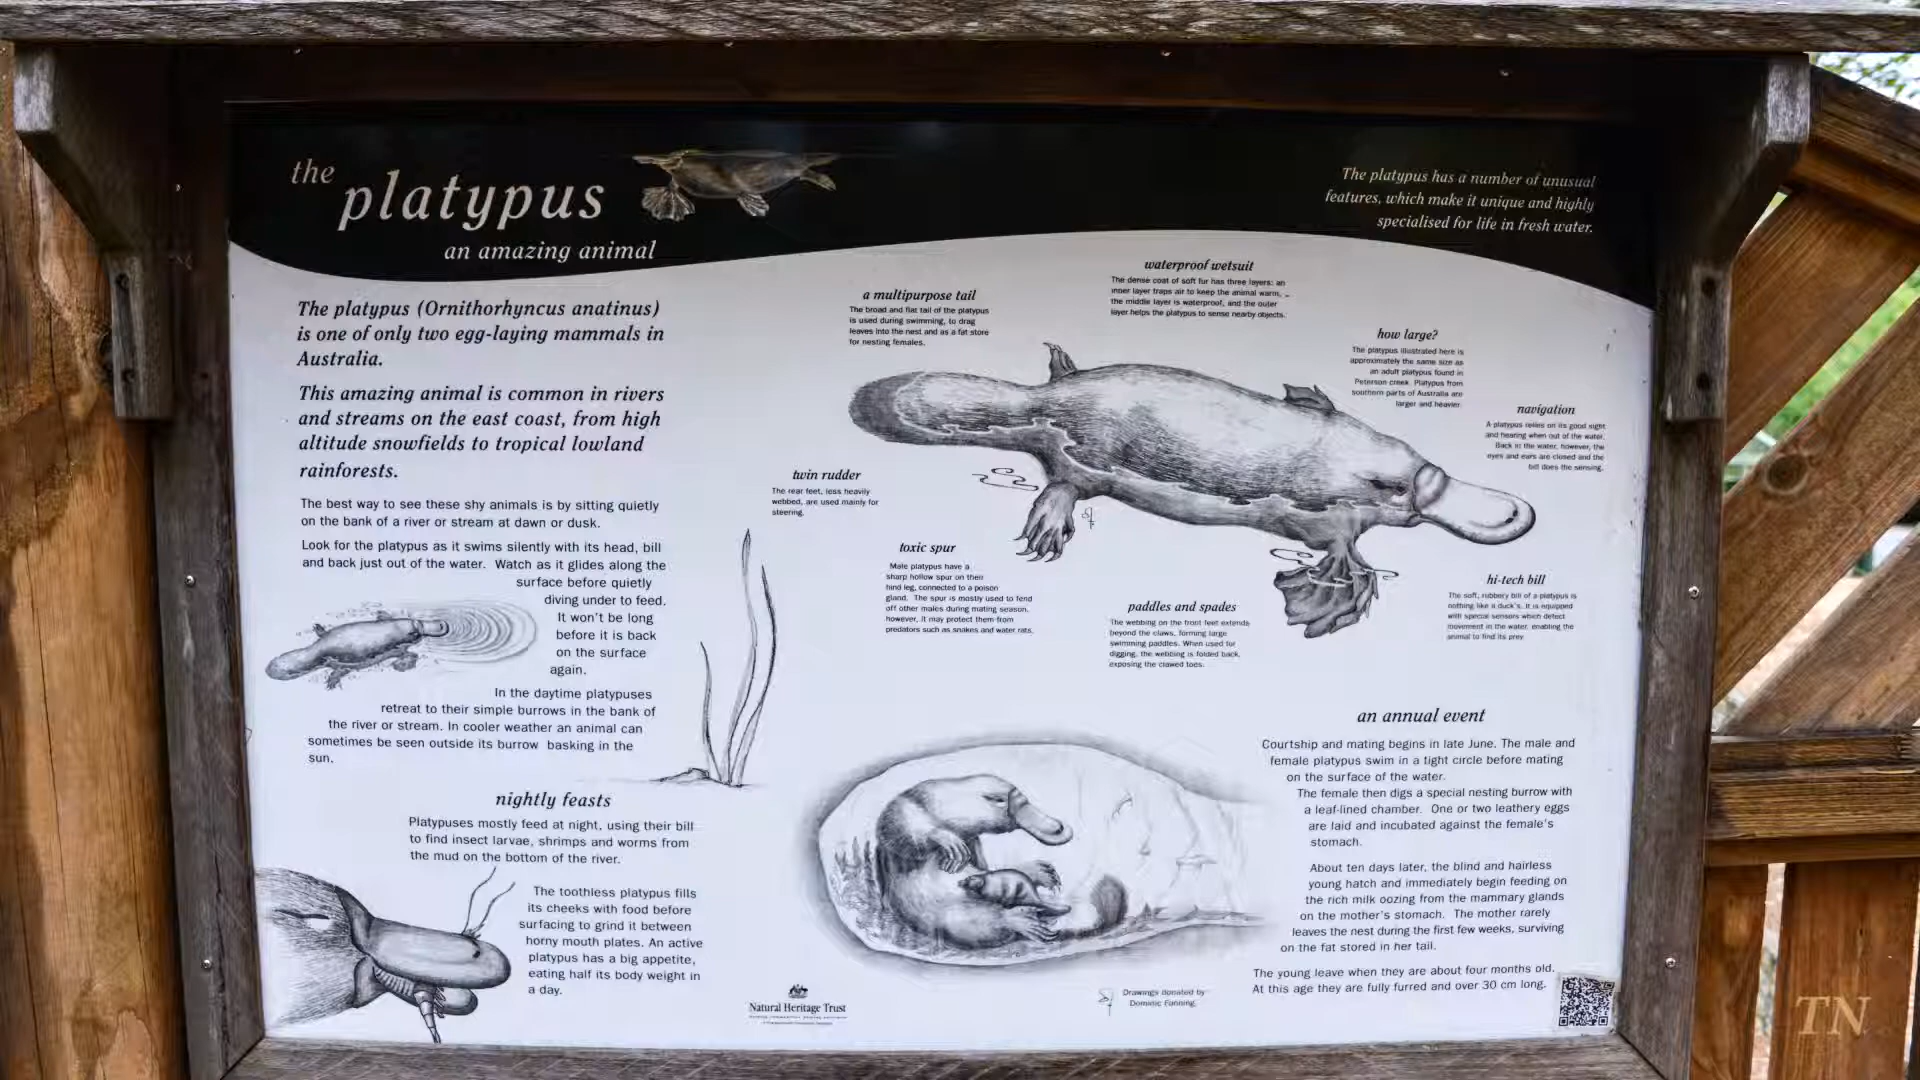 the
platypus
an amazing animal
The platypus has a number of unusual
features, which make it unique and highly
specialised for life in fresh water.
The platypus (Ornithorhyncus anatinus)
is one of only two egg-laying mammals in
Australia.
This amazing animal is common in rivers
and streams on the east coast, from high
altitude snowfields to tropical lowland
rainforests.
The best way to see these shy animals is by sitting quietly
on the bank of a river or stream at dawn or dusk.
Look for the platypus as it swims silently with its head, bill
and back just out of the water. Watch as it glides along the
surface before quietly
diving under to feed.
It won't be long
before it is back
on the surface
again.
In the daytime platypuses
retreat to their simple burrows in the bank of
the river or stream. In cooler weather an animal can
sometimes be seen outside its burrow basking in the
sun.
nightly feasts
Platypuses mostly feed at night, using their bill
to find insect larvae, shrimps and worms from
the mud on the bottom of the river.
The toothless platypus fills
its cheeks with food before
surfacing to grind it between
horny mouth plates. An active
platypus has a big appetite,
eating half its body weight in
a day.
a multipurpose tail
The broad and flat tail of the platypus
is used during swimming, to drag
leaves into the nest and as a fat store
for nesting females.
waterproof wetsuit
The dense coat of soft fur has three layers: an
inner layer traps air to keep the animal warm,
the middle layer is waterproof, and the outer
layer helps the platypus to sense nearby objects.
how large?
The platypus illustrated here is
approximately the same size as
an adult platypus found in
Peterson creek. Platypus from
southern parts of Australia are
larger and heavier.
navigation
A platypus relies on its good sight
and hearing when out of the water.
Back in the water, however, the
eyes and ears are closed and the
bill does the sensing.
twin rudder
The rear feet, less heavily
webbed, are used mainly for
steering.
toxic spur
Male platypus have a
sharp hollow spur on their
hind leg, connected to a poison
gland. The spur is mostly used to fend
off other males during mating season,
however, it may protect them from
predators such as snakes and water rats.
paddles and spades
The webbing on the front feet extends
beyond the claws, forming large
swimming paddles. When used for
digging, the webbing is folded back,
exposing the clawed toes.
hi-tech bill
The soft, rubbery bill of a platypus is
nothing like a duck's. It is equipped
with special sensors which detect
movement in the water, enabling the
animal to find its prey.
an annual event
Courtship and mating begins in late June. The male and
female platypus swim in a tight circle before mating
on the surface of the water.
The female then digs a special nesting burrow with
a leaf-lined chamber. One or two leathery eggs
are laid and incubated against the female's
stomach.
About ten days later, the blind and hairless
young hatch and immediately begin feeding on
the rich milk oozing from the mammary glands
on the mother's stomach. The mother rarely
leaves the nest during the first few weeks, surviving
on the fat stored in her tail.
The young leave when they are about four months old.
At this age they are fully furred and over 30 cm long.
Natural Heritage Trust
Drawings donated by
Dominic Fanning.
TN